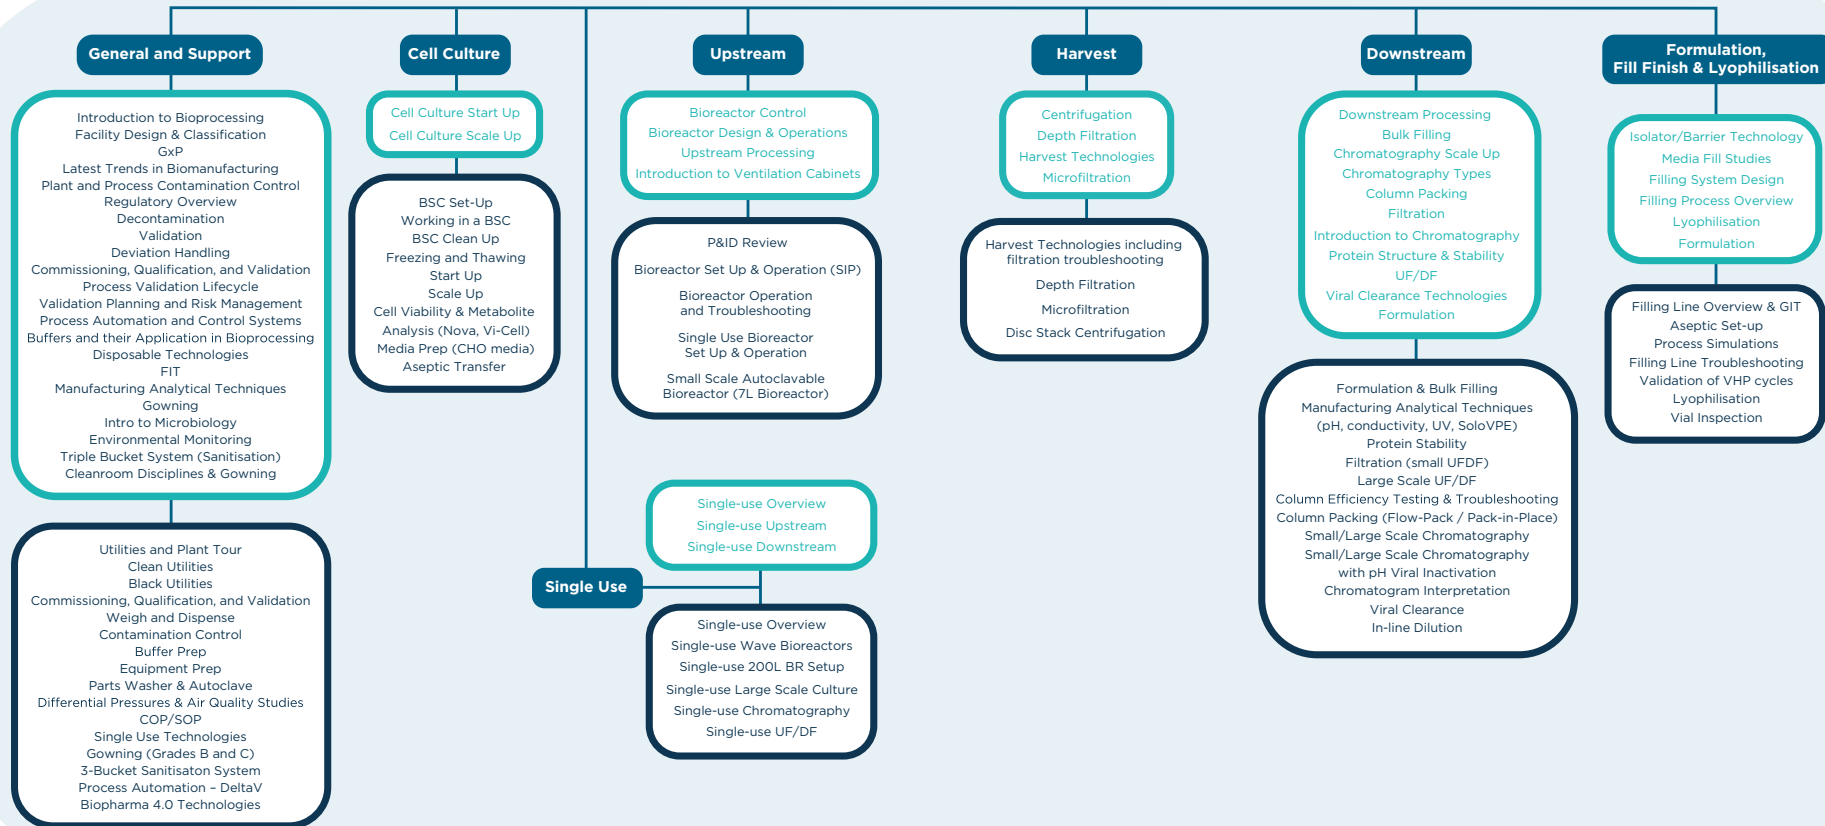 General and Support
Introduction to Bioprocessing
Facility Design & Classification
GxP
Latest Trends in Biomanufacturing
Plant and Process Contamination Control
Regulatory Overview
Decontamination
Validation
Deviation Handling
Commissioning, Qualification, and Validation
Process Validation Lifecycle
Validation Planning and Risk Management
Process Automation and Control Systems
Buffers and their Application in Bioprocessing
Disposable Technologies
FIT
Manufacturing Analytical Techniques
Gowning
Intro to Microbiology
Environmental Monitoring
Triple Bucket System (Sanitisation)
Cleanroom Disciplines & Gowning
Utilities and Plant Tour
Clean Utilities
Black Utilities
Commissioning, Qualification, and Validation
Weigh and Dispense
Contamination Control
Buffer Prep
Equipment Prep
Parts Washer & Autoclave
Differential Pressures & Air Quality Studies
COP/SOP
Single Use Technologies
Gowning (Grades B and C)
3-Bucket Sanitisaton System
Process Automation – DeltaV
Biopharma 4.0 Technologies
Cell Culture
Cell Culture Start Up
Cell Culture Scale Up
BSC Set-Up
Working in a BSC
BSC Clean Up
Freezing and Thawing
Start Up
Scale Up
Cell Viability & Metabolite
Analysis (Nova, Vi-Cell)
Media Prep (CHO media)
Aseptic Transfer
Upstream
Bioreactor Control
Bioreactor Design & Operations
Upstream Processing
Introduction to Ventilation Cabinets
P&ID Review
Bioreactor Set Up & Operation (SIP)
Bioreactor Operation
and Troubleshooting
Single Use Bioreactor
Set Up & Operation
Small Scale Autoclavable
Bioreactor (7L Bioreactor)
Single Use
Single-use Overview
Single-use Upstream
Single-use Downstream
Single-use Overview
Single-use Wave Bioreactors
Single-use 200L BR Setup
Single-use Large Scale Culture
Single-use Chromatography
Single-use UF/DF
Harvest
Centrifugation
Depth Filtration
Harvest Technologies
Microfiltration
Harvest Technologies including
filtration troubleshooting
Depth Filtration
Microfiltration
Disc Stack Centrifugation
Downstream
Downstream Processing
Bulk Filling
Chromatography Scale Up
Chromatography Types
Column Packing
Filtration
Introduction to Chromatography
Protein Structure & Stability
UF/DF
Viral Clearance Technologies
Formulation
Formulation & Bulk Filling
Manufacturing Analytical Techniques
(pH, conductivity, UV, SoloVPE)
Protein Stability
Filtration (small UFDF)
Large Scale UF/DF
Column Efficiency Testing & Troubleshooting
Column Packing (Flow-Pack / Pack-in-Place)
Small/Large Scale Chromatography
Small/Large Scale Chromatography
with pH Viral Inactivation
Chromatogram Interpretation
Viral Clearance
In-line Dilution
Formulation,
Fill Finish & Lyophilisation
Isolator/Barrier Technology
Media Fill Studies
Filling System Design
Filling Process Overview
Lyophilisation
Formulation
Filling Line Overview & GIT
Aseptic Set-up
Process Simulations
Filling Line Troubleshooting
Validation of VHP cycles
Lyophilisation
Vial Inspection